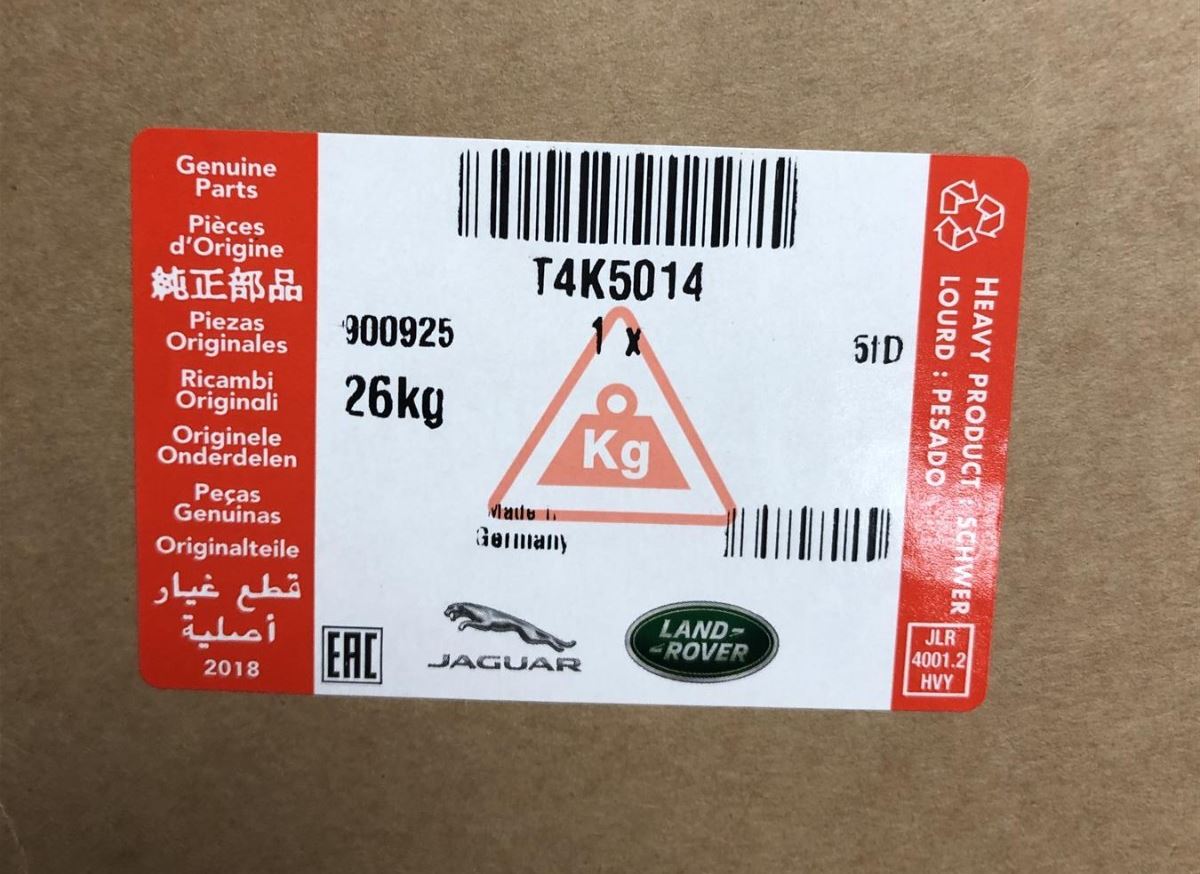 Genuine
Parts
Pièces
d'Origine
純正部品
Piezas
Originales
Ricambi
Originali
Originele
Onderdelen
Peças
Genuinas
Originalteile
قطع غيار
أصلية
2018
T4K5014
900925
1 x
51D
26kg
Kg
Made
Germany
EAC
JAGUAR
LAND-
-ROVER
HEAVY PRODUCT : SCHWER
LOURD : PESADO
JLR
4001.2
HVY